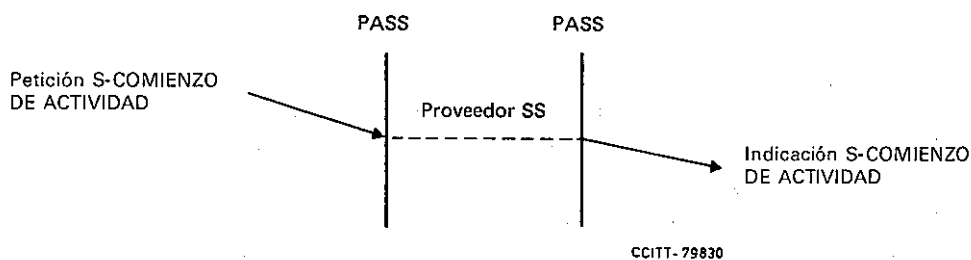 PASS PASS
Petición S-COMIENZO
DE ACTIVIDAD
Proveedor SS
Indicación S-COMIENZO
DE ACTIVIDAD
CCITT-79830